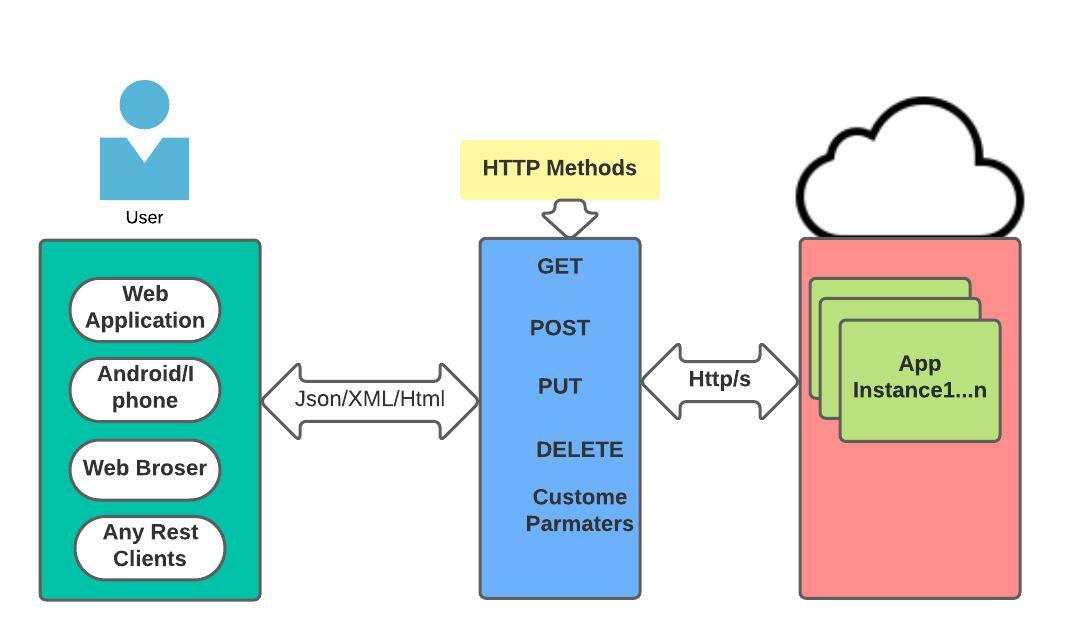 User
Web
Application
Android/I
phone
Web Broser
Any Rest
Clients
Json/XML/Html
HTTP Methods
GET
POST
PUT
DELETE
Custome
Parmaters
Http/s
App
Instance1...n